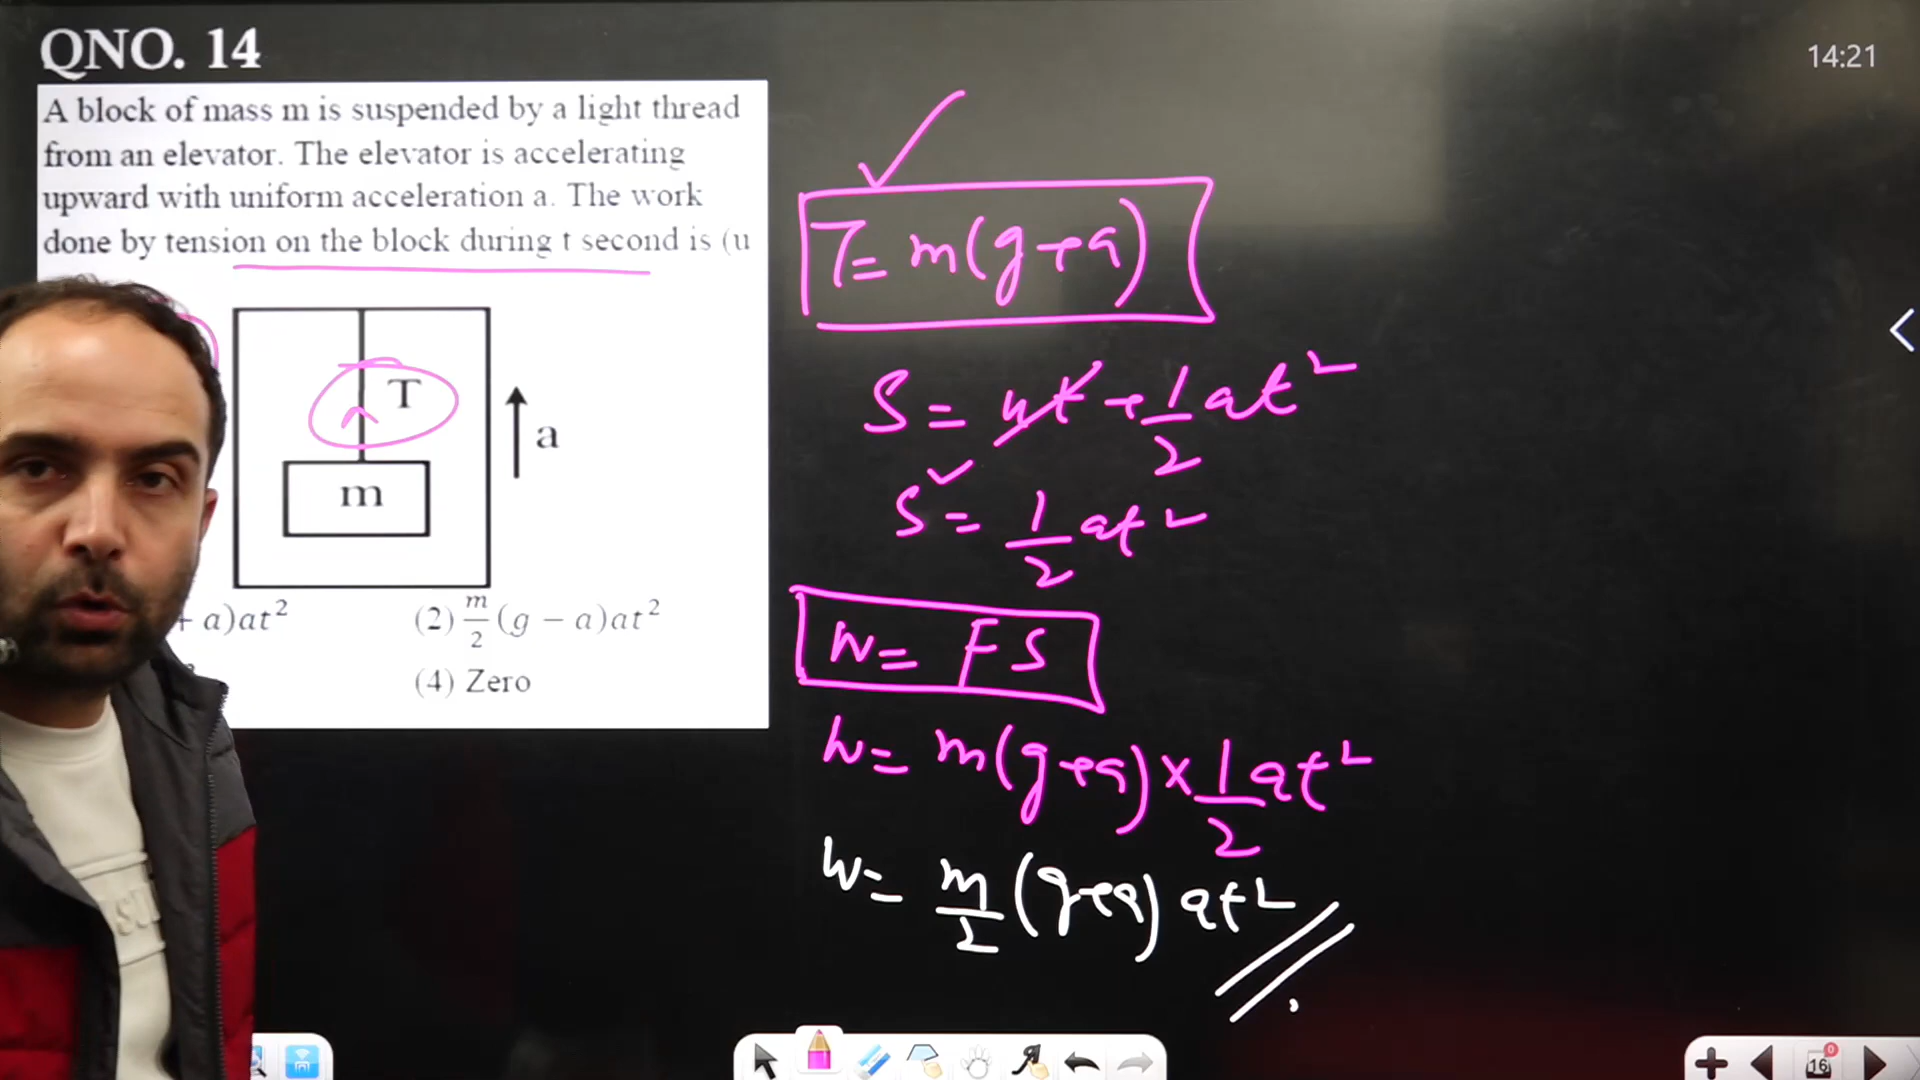 QNO. 14
14:21
A block of mass m is suspended by a light thread
from an elevator. The elevator is accelerating
upward with uniform acceleration a. The work
done by tension on the block during t second is (u
T
a
m
+ a)at²
(2) m/2 (g − a)at²
(4) Zero
T = m(g+a)
S = ut + 1/2 at²
S = 1/2 at²
W = FS
W = m(g+a) × 1/2 at²
W = m/2 (g+a) at²
16
0